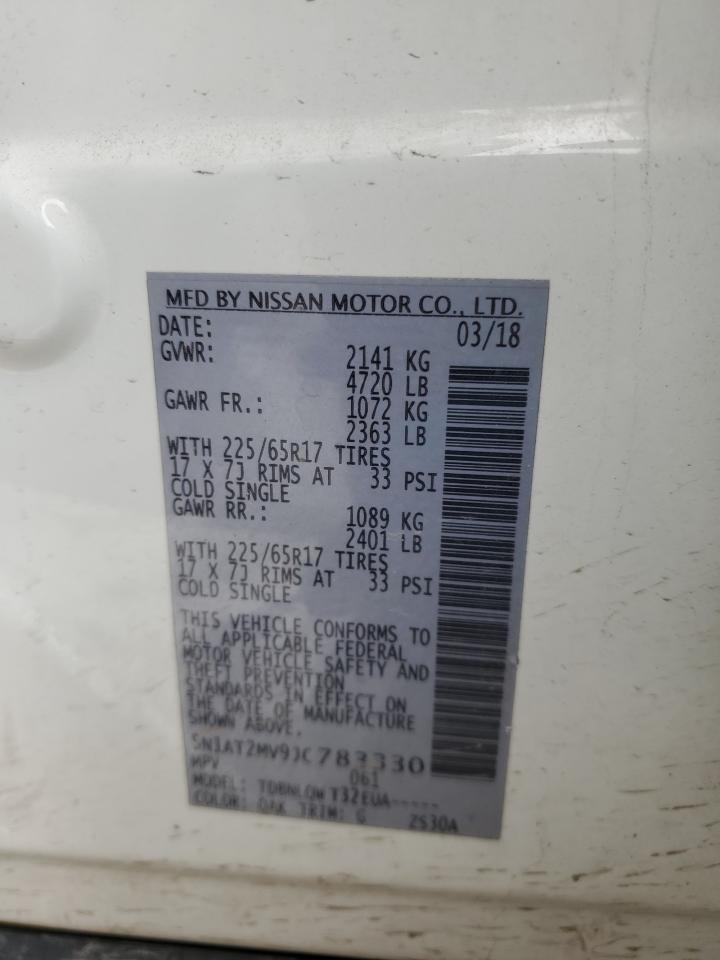 MFD BY NISSAN MOTOR CO., LTD.
DATE: 03/18
GVWR: 2141 KG
4720 LB
GAWR FR.: 1072 KG
2363 LB
WITH 225/65R17 TIRES
17 X 7J RIMS AT 33 PSI
COLD SINGLE
GAWR RR.: 1089 KG
2401 LB
WITH 225/65R17 TIRES
17 X 7J RIMS AT 33 PSI
COLD SINGLE
THIS VEHICLE CONFORMS TO
ALL APPLICABLE FEDERAL
MOTOR VEHICLE SAFETY AND
THEFT PREVENTION
STANDARDS IN EFFECT ON
THE DATE OF MANUFACTURE
SHOWN ABOVE.
5N1AT2MV9JC783330
MPV 061
MODEL: TDBNLQW T32EUA-----
COLOR: QAK TRIM: G 2S30A